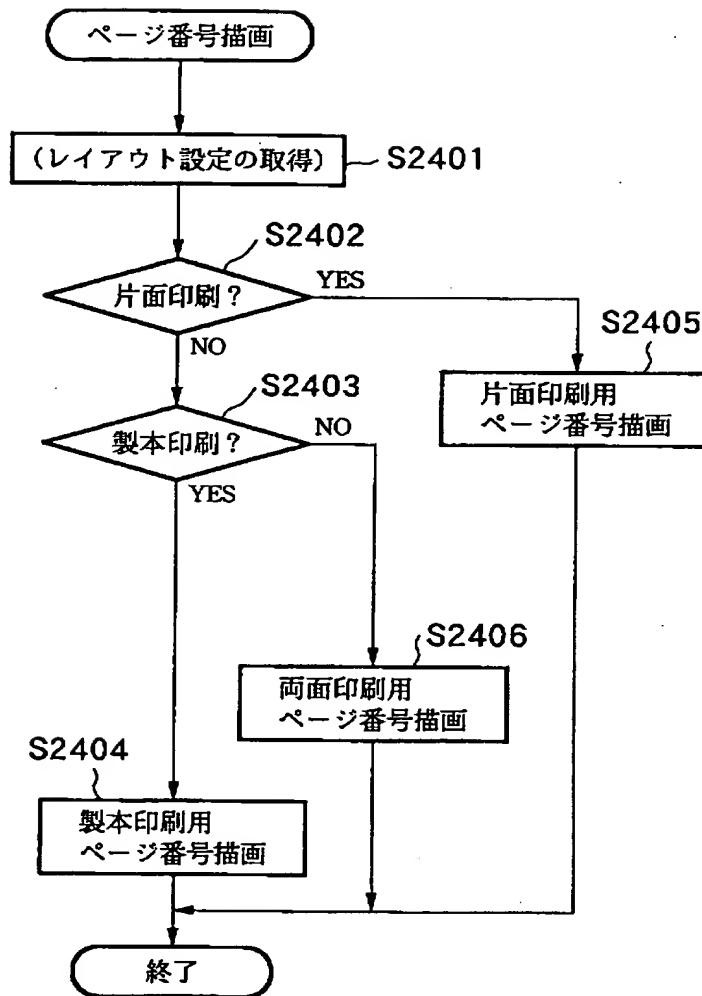 ページ番号描画
（レイアウト設定の取得）
S2401
S2402
片面印刷？
YES
NO
S2405
片面印刷用
ページ番号描画
S2403
製本印刷？
NO
YES
S2406
両面印刷用
ページ番号描画
S2404
製本印刷用
ページ番号描画
終了